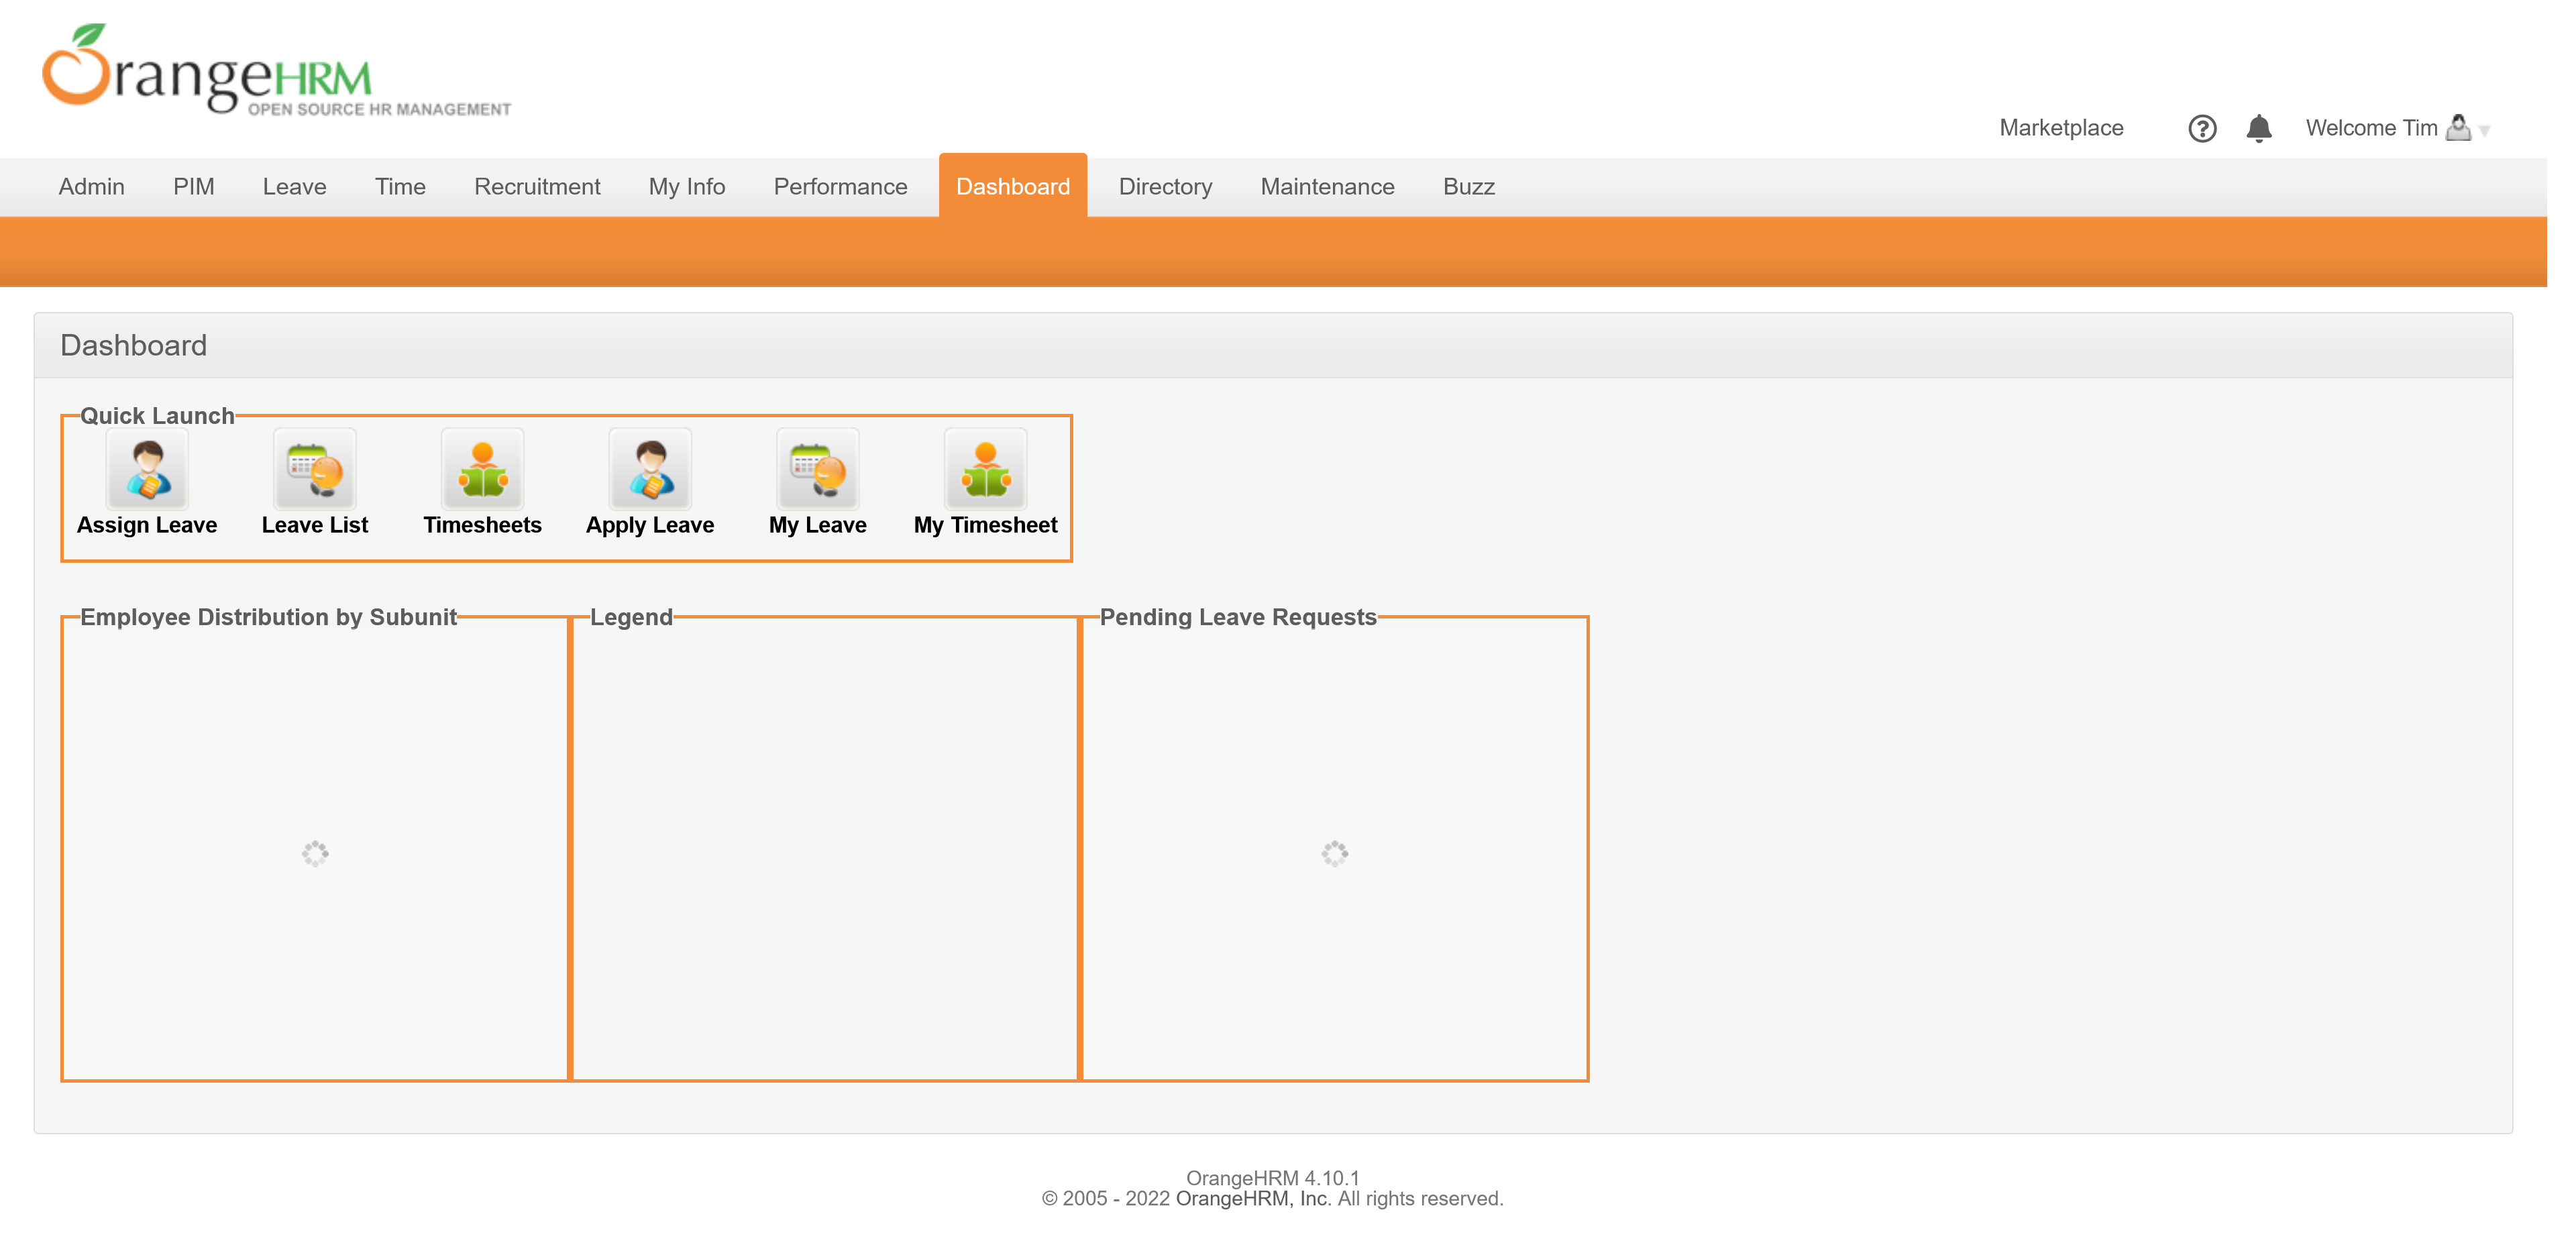 OrangeHRM
OPEN SOURCE HR MANAGEMENT
Marketplace ? Welcome Tim
Admin PIM Leave Time Recruitment My Info Performance Dashboard Directory Maintenance Buzz
Dashboard
Quick Launch
Assign Leave Leave List Timesheets Apply Leave My Leave My Timesheet
Employee Distribution by Subunit Legend Pending Leave Requests
OrangeHRM 4.10.1
© 2005 - 2022 OrangeHRM, Inc. All rights reserved.